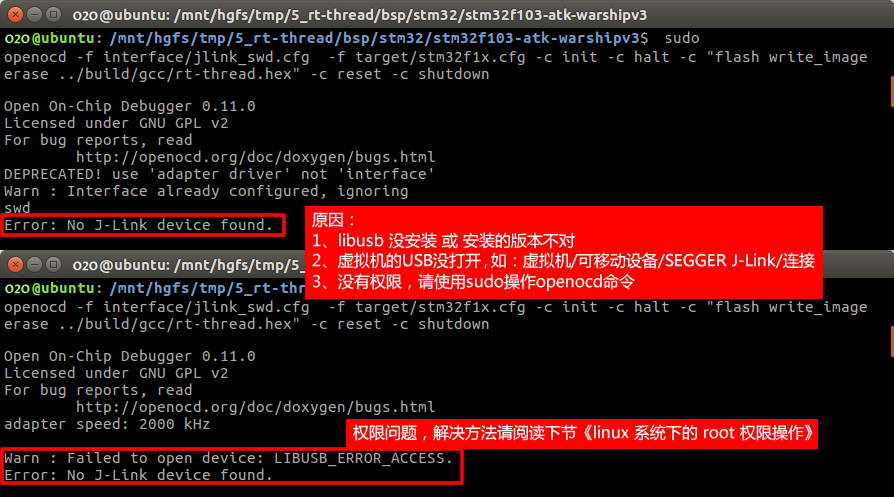 o2o@ubuntu: /mnt/hgfs/tmp/5_rt-thread/bsp/stm32/stm32f103-atk-warshipv3
o2o@ubuntu: /mnt/hgfs/tmp/5_rt-thread/bsp/stm32/stm32f103-atk-warshipv3$  sudo
openocd -f interface/jlink_swd.cfg  -f target/stm32f1x.cfg -c init -c halt -c "flash write_image
erase ../build/gcc/rt-thread.hex" -c reset -c shutdown
Open On-Chip Debugger 0.11.0
Licensed under GNU GPL v2
For bug reports, read
http://openocd.org/doc/doxygen/bugs.html
DEPRECATED! use 'adapter driver' not 'interface'
Warn : Interface already configured, ignoring
swd
Error: No J-Link device found.
原因：
1、libusb 没安装 或 安装的版本不对
2、虚拟机的USB没打开，如：虚拟机/可移动设备/SEGGER J-Link/连接
3、没有权限，请使用sudo操作openocd命令
o2o@ubuntu: /mnt/hgfs/tmp/5_
o2o@ubuntu: /mnt/hgfs/tmp/5_rt-thr
openocd -f interface/jlink_swd.cfg  -f target/stm32f1x.cfg -c init -c halt -c "flash write_image
erase ../build/gcc/rt-thread.hex" -c reset -c shutdown
Open On-Chip Debugger 0.11.0
Licensed under GNU GPL v2
For bug reports, read
http://openocd.org/doc/doxygen/bugs.html
adapter speed: 2000 kHz
权限问题，解决方法请阅读下节《linux 系统下的 root 权限操作》
Warn : Failed to open device: LIBUSB_ERROR_ACCESS.
Error: No J-Link device found.